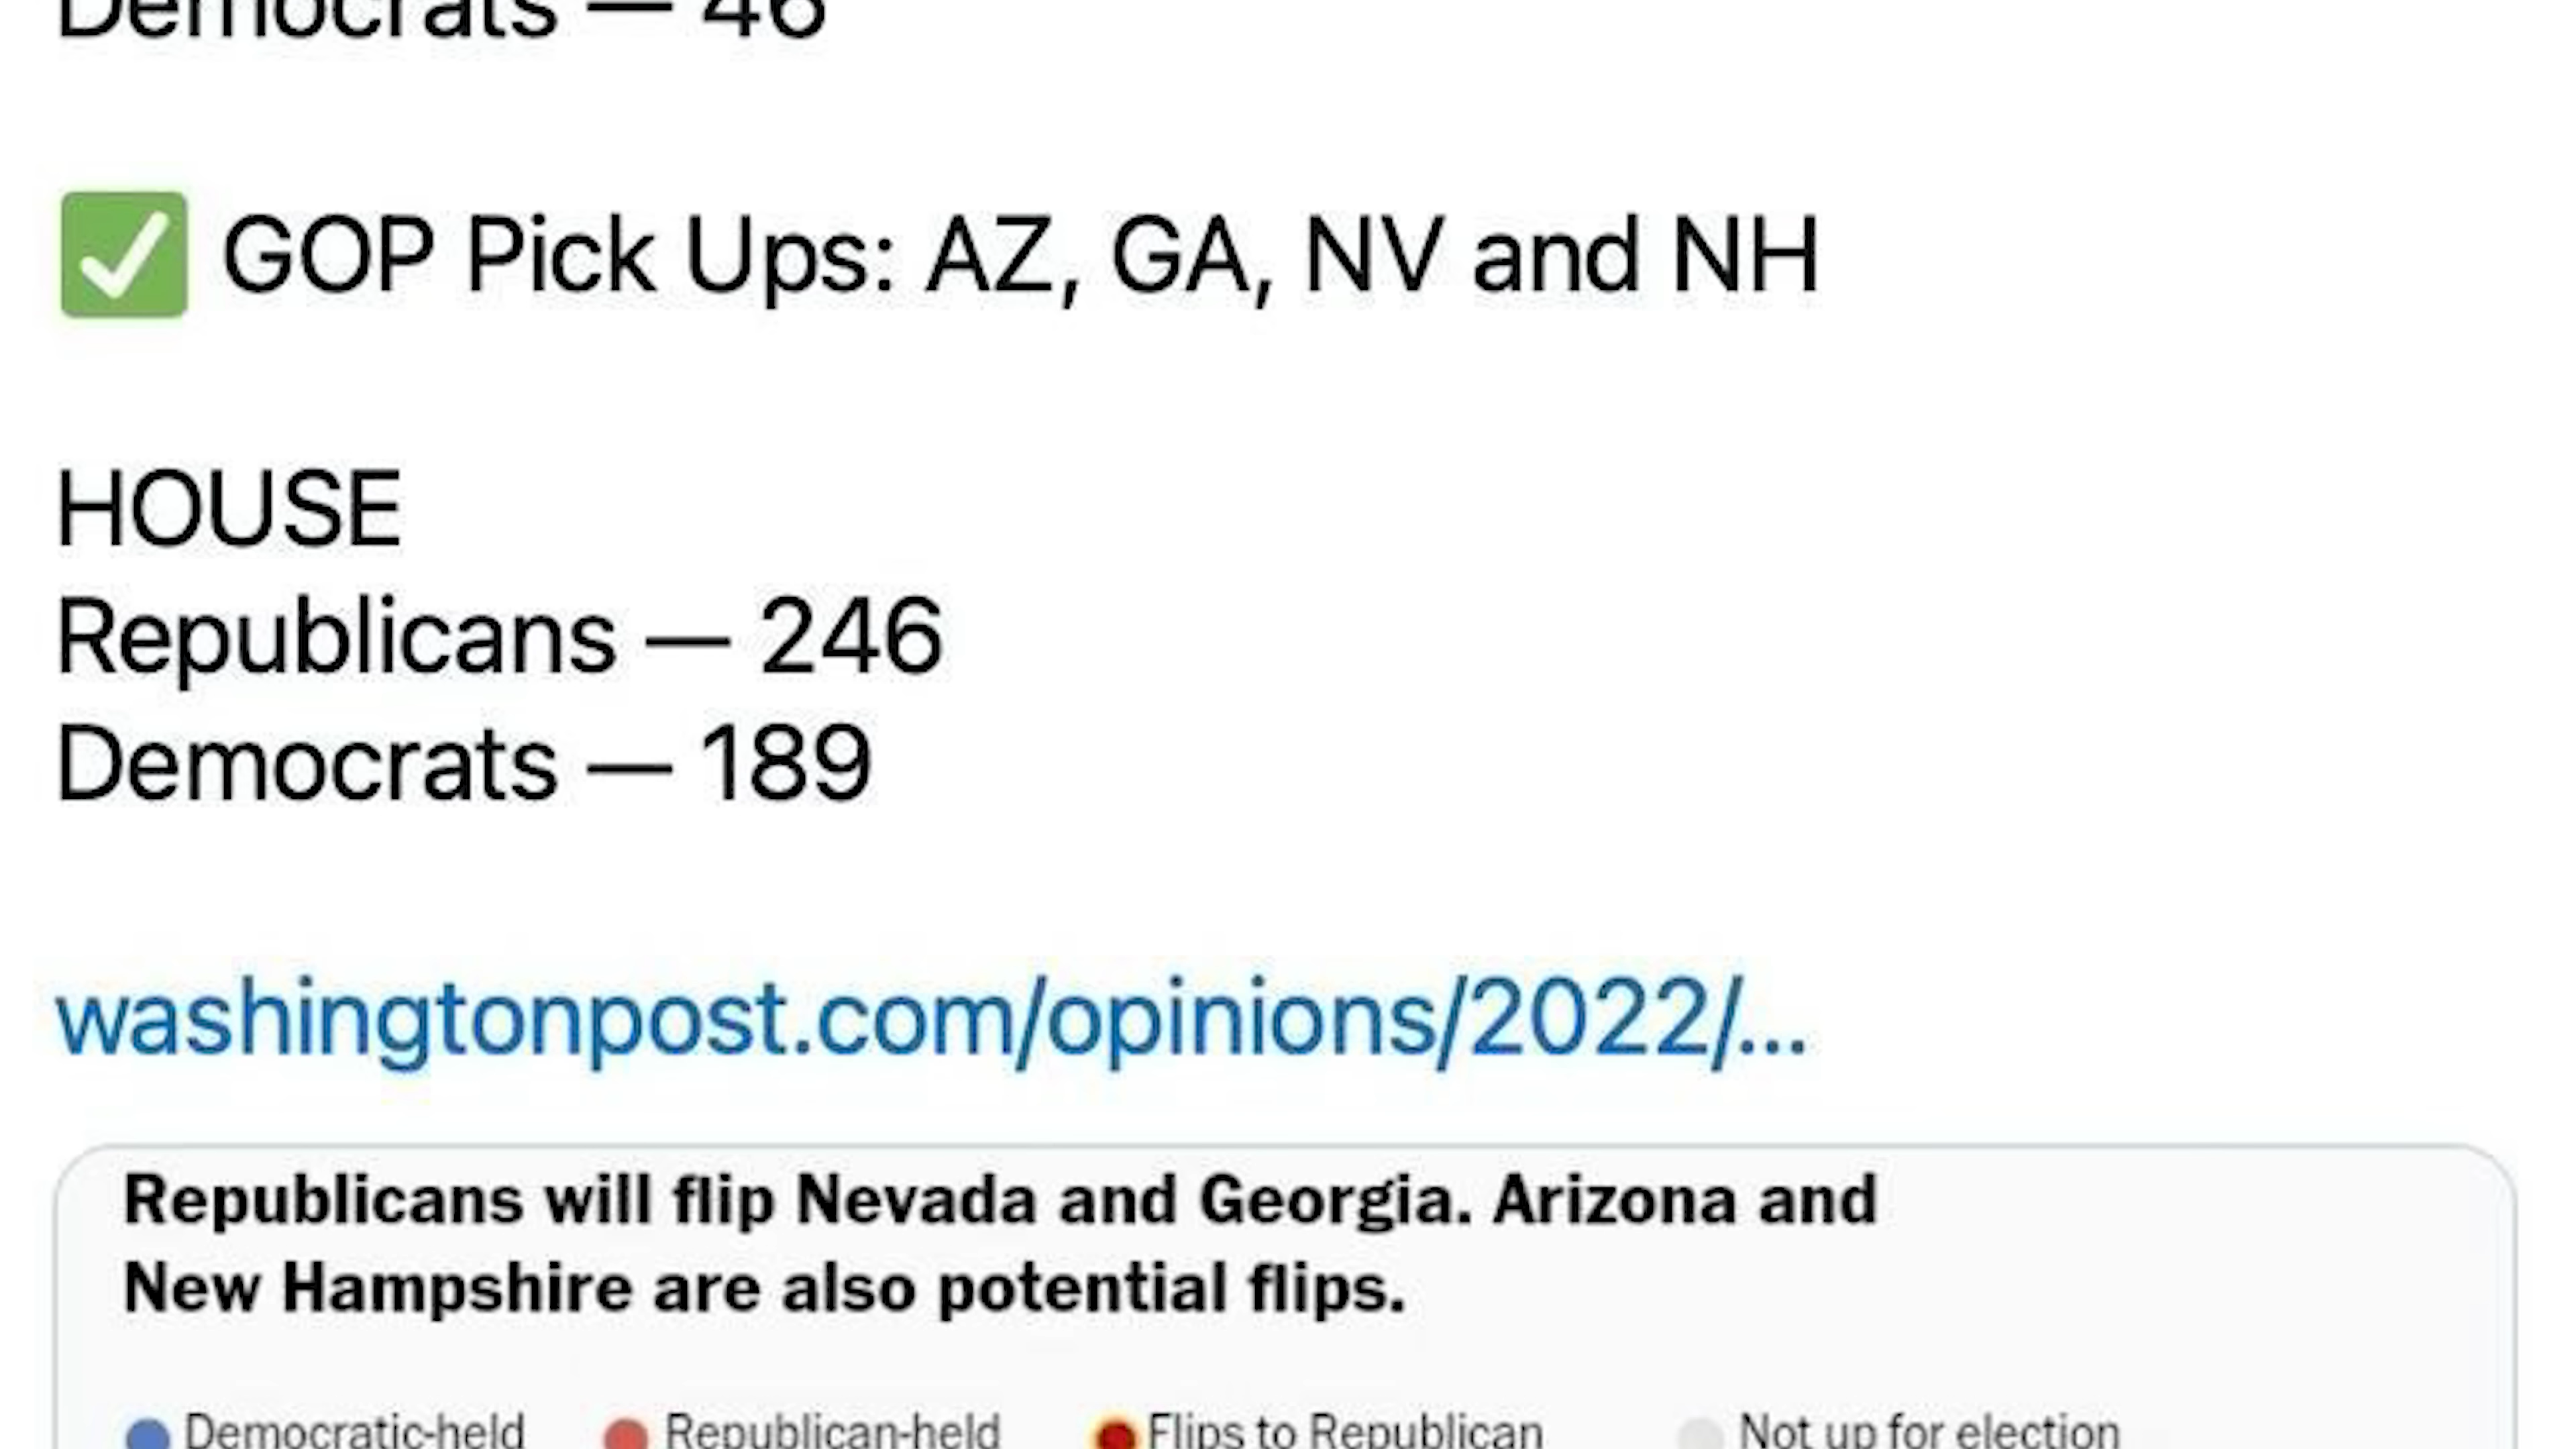 Democrats — 46
✅ GOP Pick Ups: AZ, GA, NV and NH
HOUSE
Republicans — 246
Democrats — 189
washingtonpost.com/opinions/2022/...
Republicans will flip Nevada and Georgia. Arizona and
New Hampshire are also potential flips.
Democratic-held Republican-held Flips to Republican Not up for election